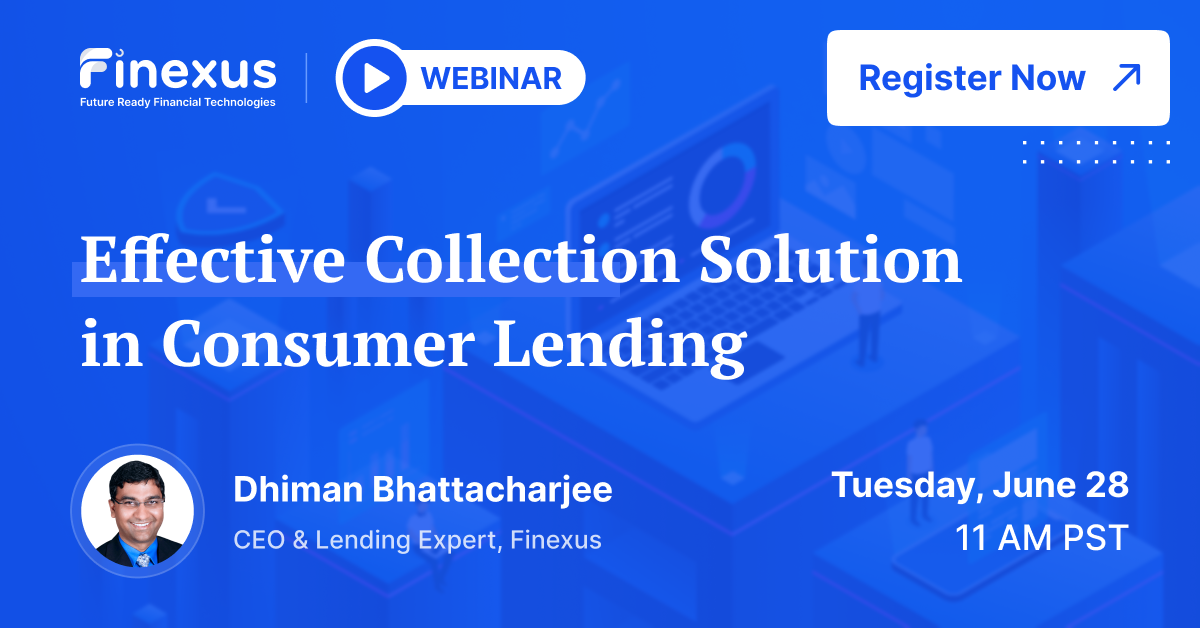 Finexus
Future Ready Financial Technologies
WEBINAR
Register Now
Effective Collection Solution
in Consumer Lending
Dhiman Bhattacharjee
CEO & Lending Expert, Finexus
Tuesday, June 28
11 AM PST